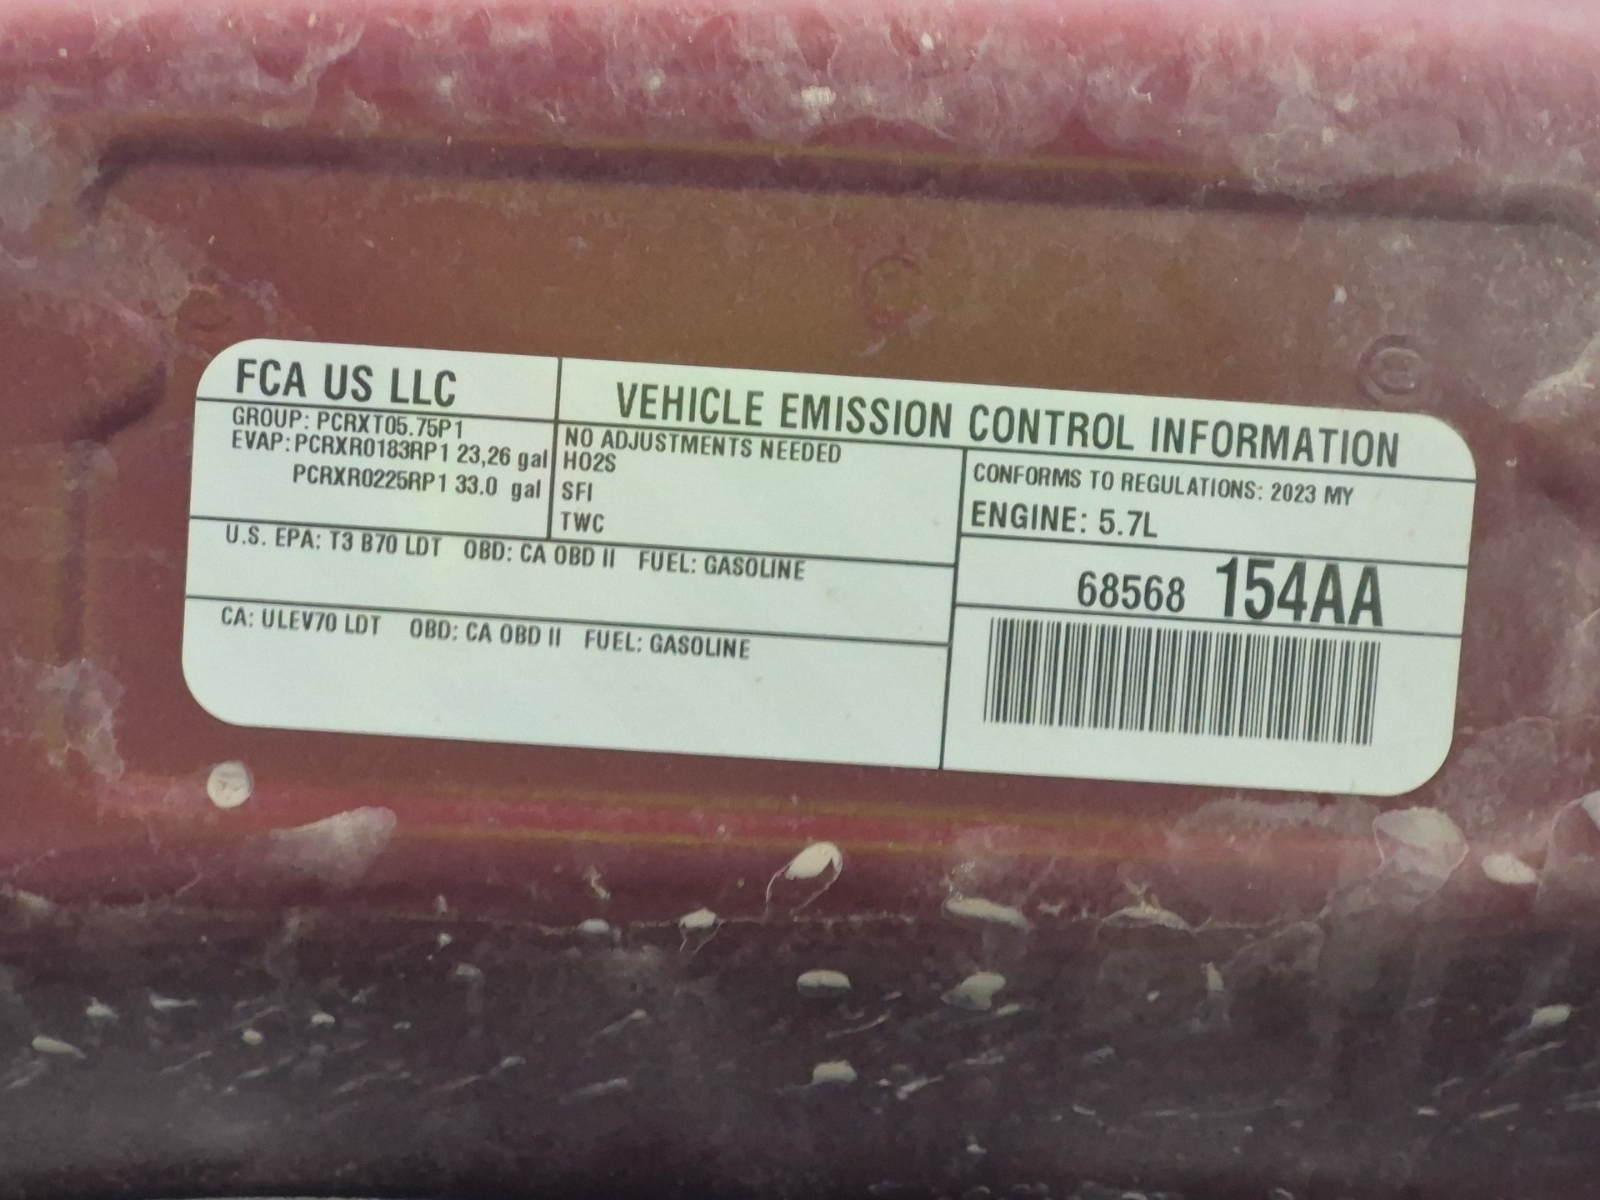 FCA US LLC
VEHICLE EMISSION CONTROL INFORMATION
GROUP: PCRXT05.75P1
EVAP: PCRXR0183RP1 23,26 gal
PCRXR0225RP1 33.0 gal
NO ADJUSTMENTS NEEDED
HO2S
SFI
TWC
CONFORMS TO REGULATIONS: 2023 MY
ENGINE: 5.7L
U.S. EPA: T3 B70 LDT OBD: CA OBD II FUEL: GASOLINE
CA: ULEV70 LDT OBD: CA OBD II FUEL: GASOLINE
68568 154AA